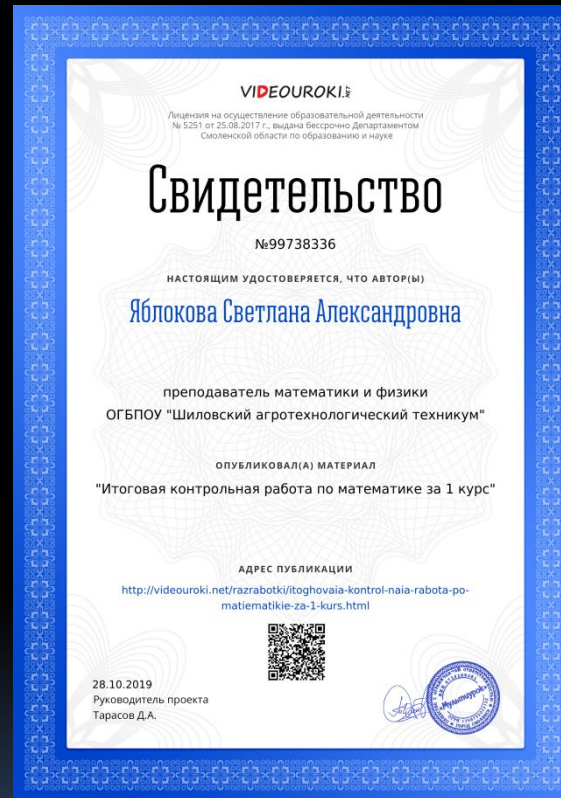 VIDEOUROKI.NET
Лицензия на осуществление образовательной деятельности
№ 5251 от 25.08.2017 г., выдана бессрочно Департаментом
Смоленской области по образованию и науке
Свидетельство
№99738336
НАСТОЯЩИМ УДОСТОВЕРЯЕТСЯ, ЧТО АВТОР(Ы)
Яблокова Светлана Александровна
преподаватель математики и физики
ОГБПОУ "Шиловский агротехнологический техникум"
ОПУБЛИКОВАЛ(А) МАТЕРИАЛ
"Итоговая контрольная работа по математике за 1 курс"
АДРЕС ПУБЛИКАЦИИ
http://videouroki.net/razrabotki/itoghovaia-kontrol-naia-rabota-po-
matiematikie-za-1-kurs.html
28.10.2019
Руководитель проекта
Тарасов Д.А.
"Мультиурок"